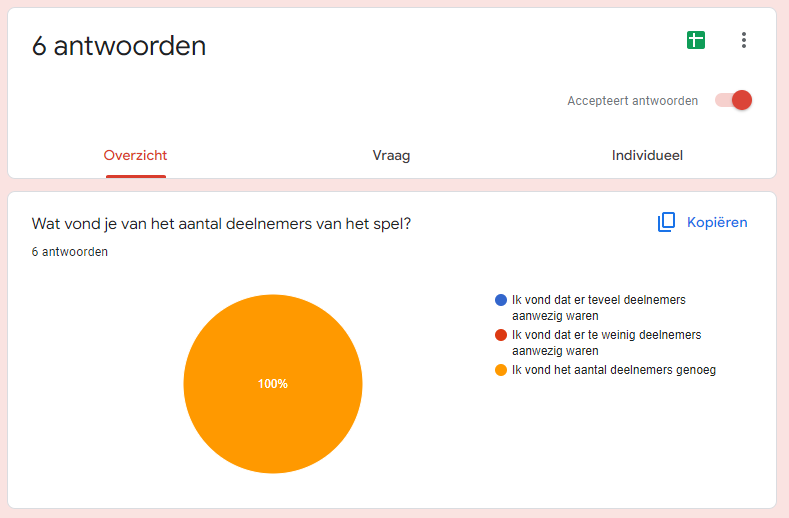 6 antwoorden
Accepteert antwoorden
Overzicht
Vraag
Individueel
Wat vond je van het aantal deelnemers van het spel?
Kopiëren
6 antwoorden
100%
Ik vond dat er teveel deelnemers
aanwezig waren
Ik vond dat er te weinig deelnemers
aanwezig waren
Ik vond het aantal deelnemers genoeg